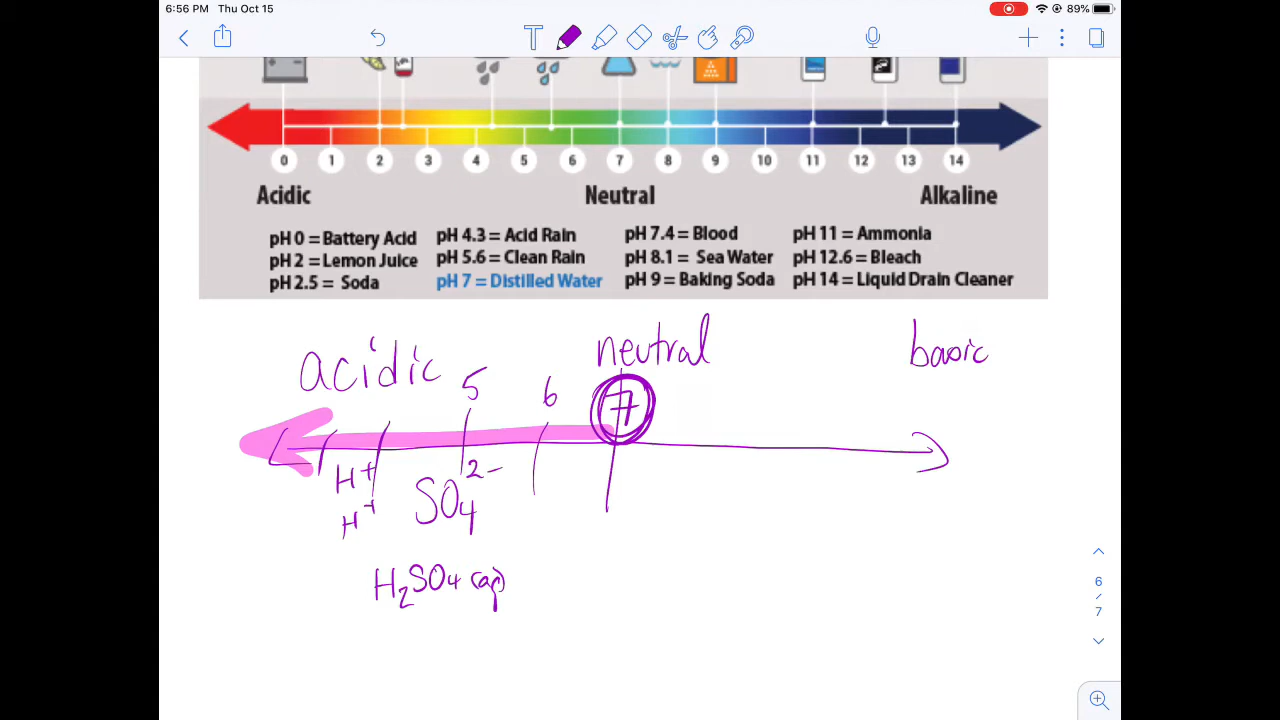 6:56 PM Thu Oct 15
89%
0 1 2 3 4 5 6 7 8 9 10 11 12 13 14
Acidic Neutral Alkaline
pH 0 = Battery Acid
pH 2 = Lemon Juice
pH 2.5 = Soda
pH 4.3 = Acid Rain
pH 5.6 = Clean Rain
pH 7 = Distilled Water
pH 7.4 = Blood
pH 8.1 = Sea Water
pH 9 = Baking Soda
pH 11 = Ammonia
pH 12.6 = Bleach
pH 14 = Liquid Drain Cleaner
acidic neutral basic
5 6 7
H+ SO4 2-
H+
H2SO4 (aq)
6
/
7